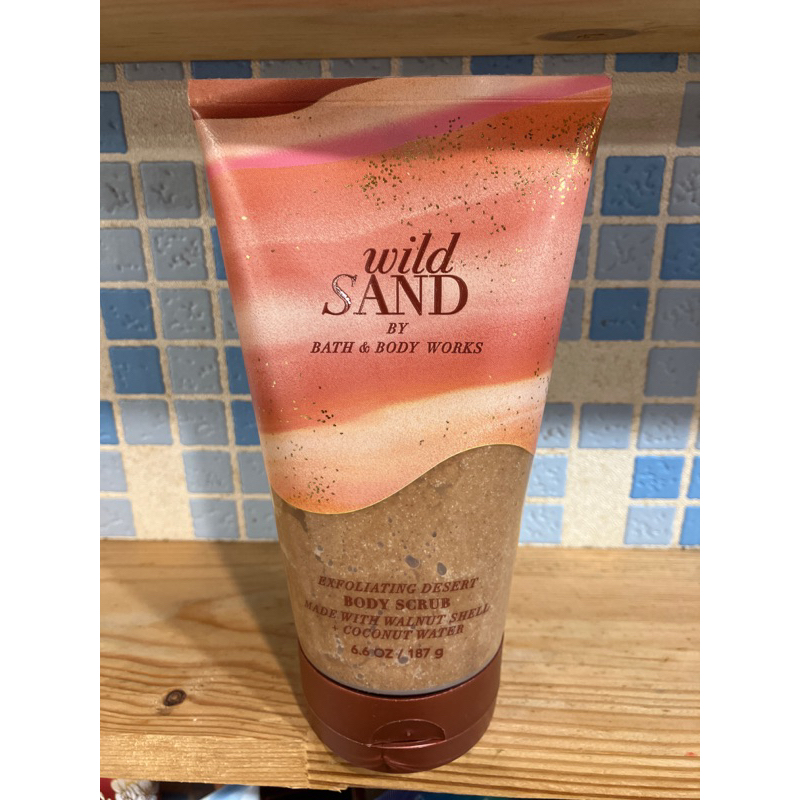 wild
SAND
BY
BATH & BODY WORKS
EXFOLIATING DESERT
BODY SCRUB
MADE WITH WALNUT SHELL
+ COCONUT WATER
6.6 OZ / 187 g